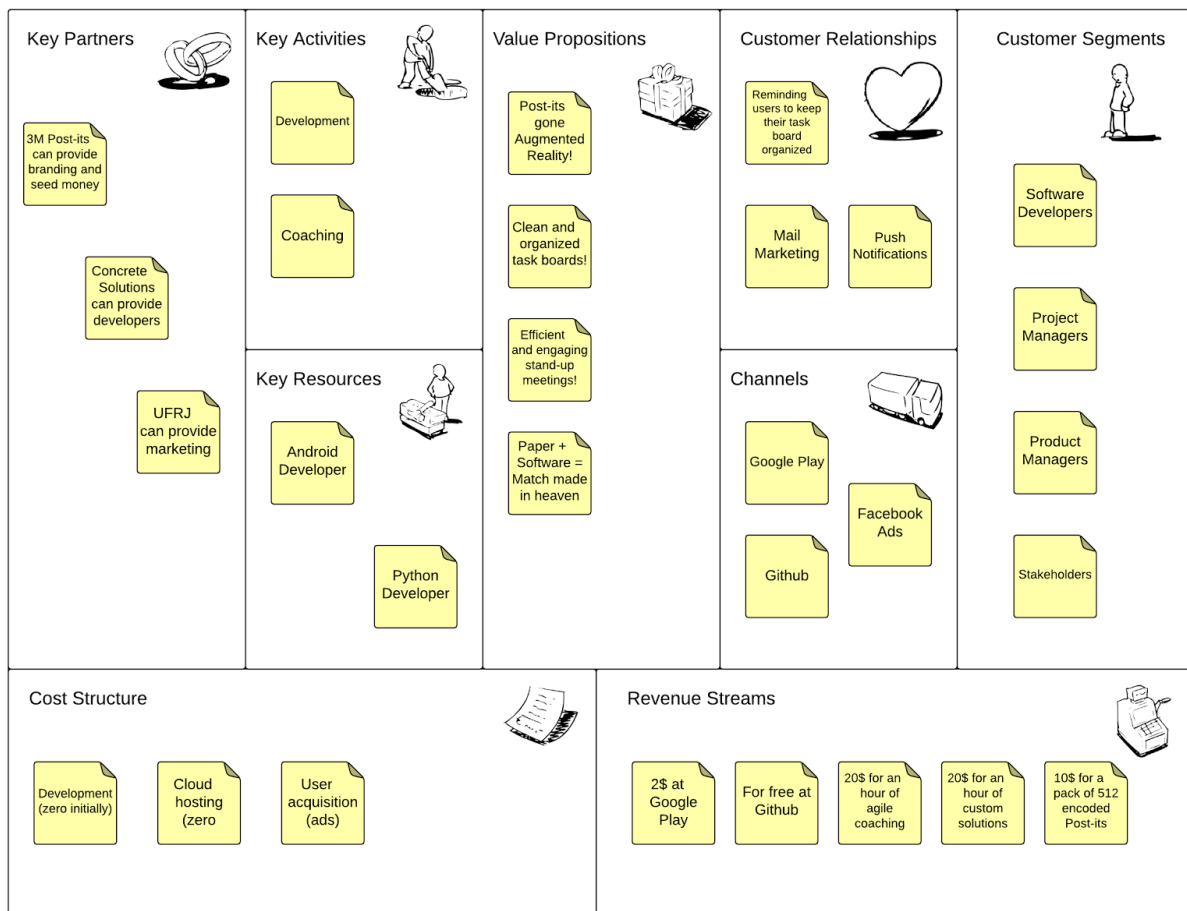 Key Partners
3M Post-its
can provide
branding and
seed money
Concrete
Solutions
can provide
developers
UFRJ
can provide
marketing
Key Activities
Development
Coaching
Key Resources
Android
Developer
Python
Developer
Value Propositions
Post-its
gone
Augmented
Reality!
Clean and
organized
task boards!
Efficient
and engaging
stand-up
meetings!
Paper +
Software =
Match made
in heaven
Customer Relationships
Reminding
users to keep
their task
board
organized
Mail
Marketing
Push
Notifications
Channels
Google Play
Facebook
Ads
Github
Customer Segments
Software
Developers
Project
Managers
Product
Managers
Stakeholders
Cost Structure
Development
(zero initially)
Cloud
hosting
(zero
User
acquisition
(ads)
Revenue Streams
2$ at
Google
Play
For free at
Github
20$ for an
hour of
agile
coaching
20$ for an
hour of
custom
solutions
10$ for a
pack of 512
encoded
Post-its